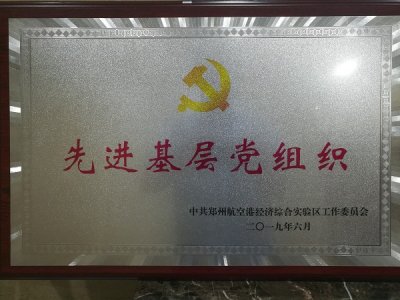 先进基层党组织
中共郑州航空港经济综合实验区工作委员会
二〇一九年六月